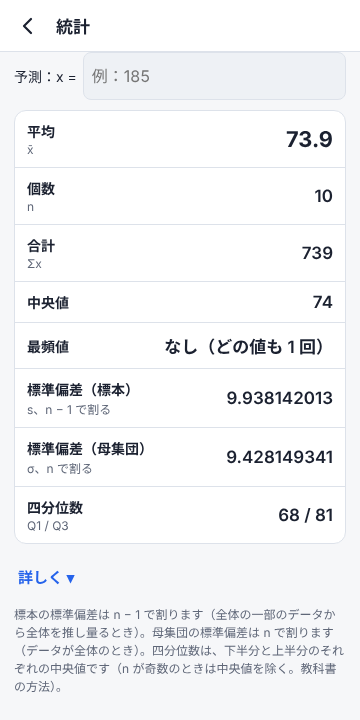 統計
予測：x =
例：185
平均
x̄
73.9
個数
n
10
合計
Σx
739
中央値
74
最頻値
なし（どの値も 1 回）
標準偏差（標本）
s、n − 1 で割る
9.938142013
標準偏差（母集団）
σ、n で割る
9.428149341
四分位数
Q1 / Q3
68 / 81
詳しく ▾
標本の標準偏差は n − 1 で割ります（全体の一部のデータか
ら全体を推し量るとき）。母集団の標準偏差は n で割ります
（データが全体のとき）。四分位数は、下半分と上半分のそれ
ぞれの中央値です（n が奇数のときは中央値を除く。教科書
の方法）。